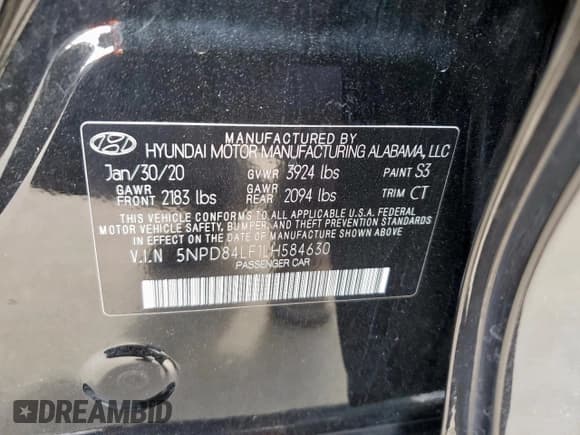 MANUFACTURED BY
HYUNDAI MOTOR MANUFACTURING ALABAMA, LLC
Jan/30/20 GVWR 3924 lbs PAINT S3
GAWR FRONT 2183 lbs GAWR REAR 2094 lbs TRIM CT
THIS VEHICLE CONFORMS TO ALL APPLICABLE U.S.A. FEDERAL
MOTOR VEHICLE SAFETY, BUMPER, AND THEFT
PREVENTION STANDARDS IN EFFECT ON THE DATE OF
MANUFACTURE SHOWN ABOVE.
V.I.N 5NPD84LF1LH584630
PASSENGER CAR
DREAMBID